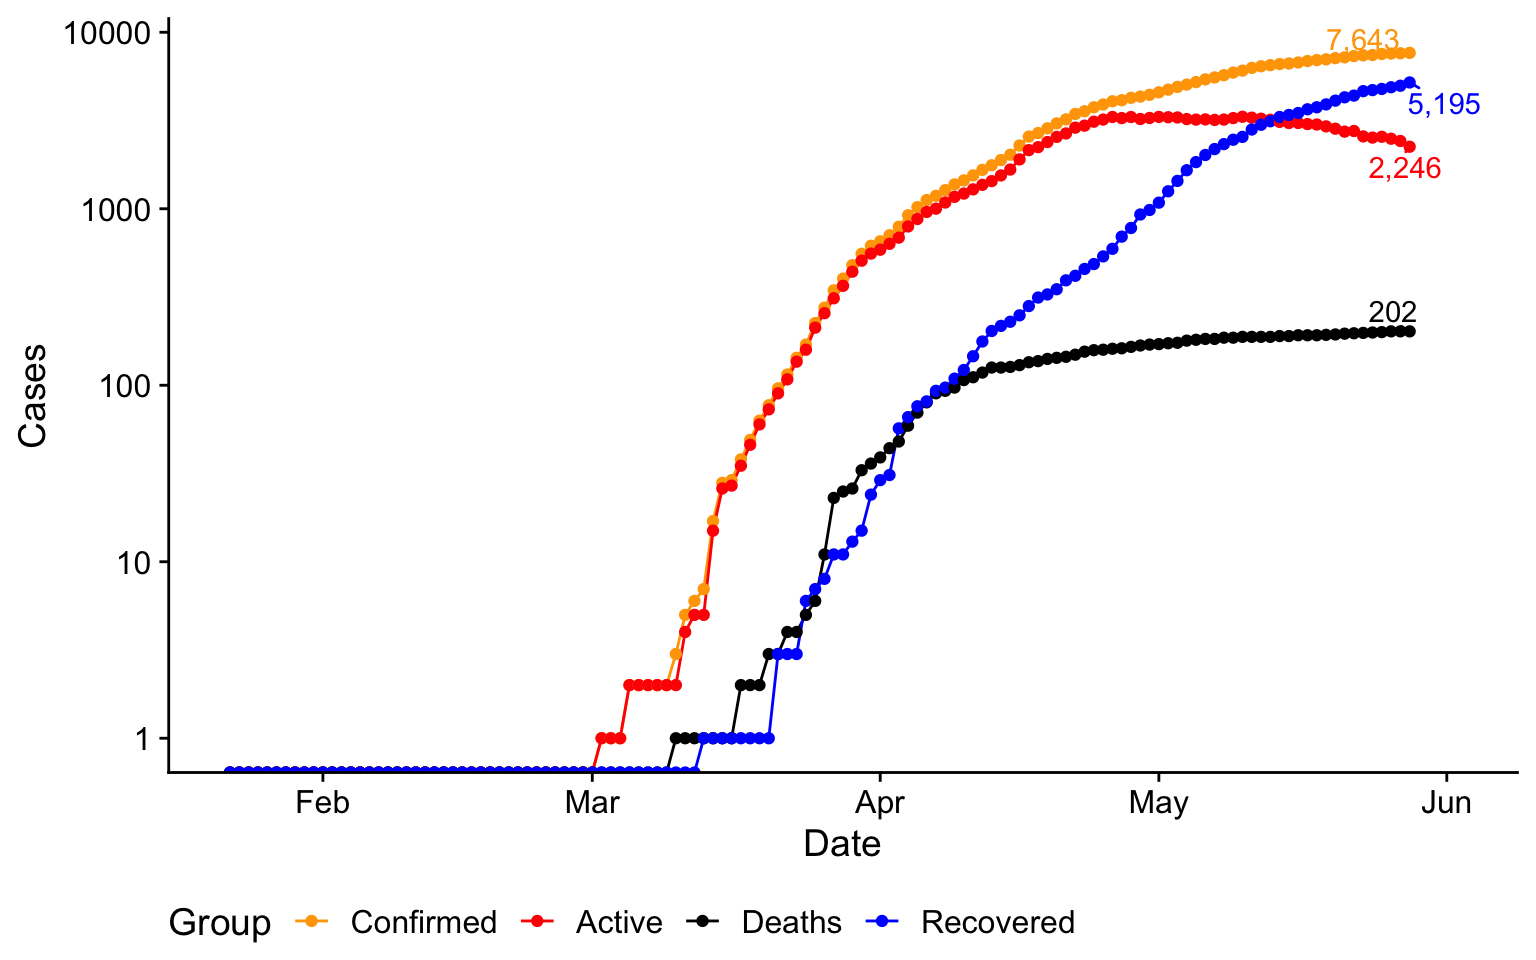 10000
1000
100
10
1
Cases
7,643
5,195
2,246
202
Feb Mar Apr May Jun
Date
Group Confirmed Active Deaths Recovered